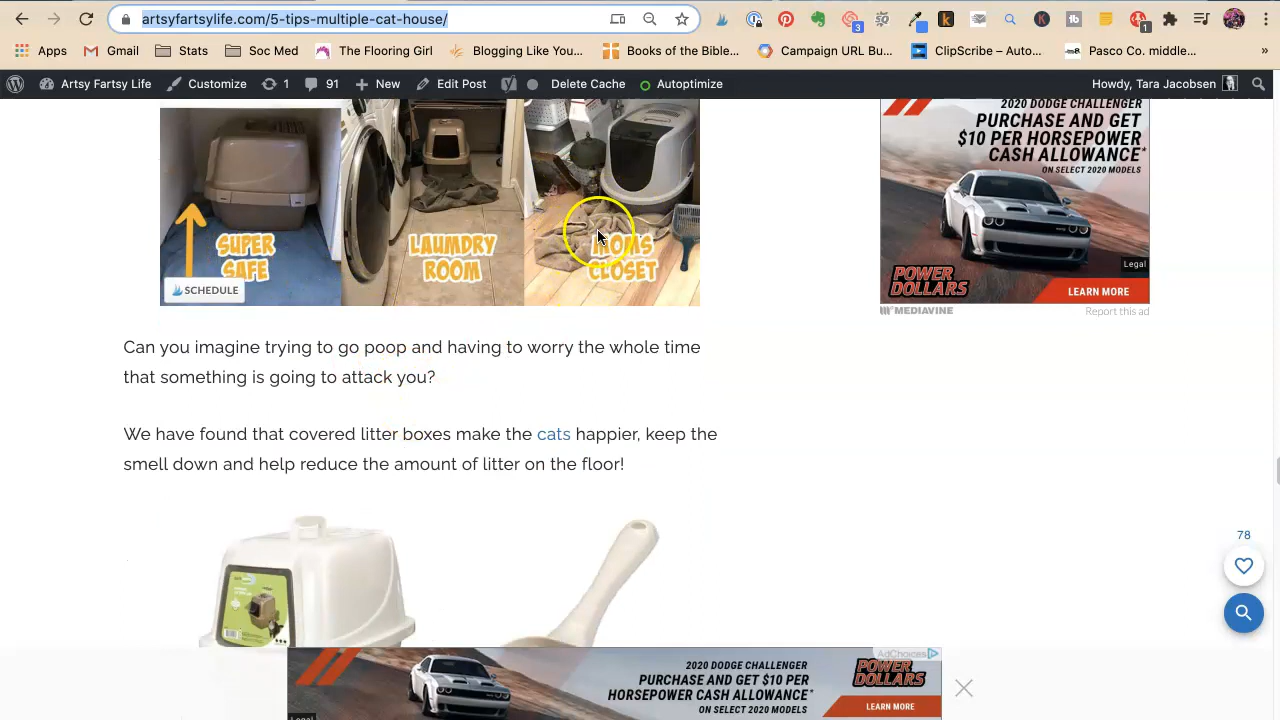 artsyfartsylife.com/5-tips-multiple-cat-house/
3
1
Apps
Gmail
Stats
Soc Med
The Flooring Girl
Blogging Like You...
Books of the Bible...
Campaign URL Bu...
ClipScribe – Auto...
Pasco Co. middle...
»
Artsy Fartsy Life
Customize
1
91
New
Edit Post
Delete Cache
Autoptimize
Howdy, Tara Jacobsen
SUPER
SAFE
LAUMDRY
ROOM
MOMS
CLOSET
SCHEDULE
2020 DODGE CHALLENGER
PURCHASE AND GET
$10 PER HORSEPOWER
CASH ALLOWANCE*
ON SELECT 2020 MODELS
Legal
POWER
DOLLARS
LEARN MORE
MEDIAVINE
Report this ad
Can you imagine trying to go poop and having to worry the whole time
that something is going to attack you?
We have found that covered litter boxes make the cats happier, keep the
smell down and help reduce the amount of litter on the floor!
78
AdChoices
2020 DODGE CHALLENGER
PURCHASE AND GET $10 PER
HORSEPOWER CASH ALLOWANCE*
ON SELECT 2020 MODELS
POWER
DOLLARS
LEARN MORE
Legal